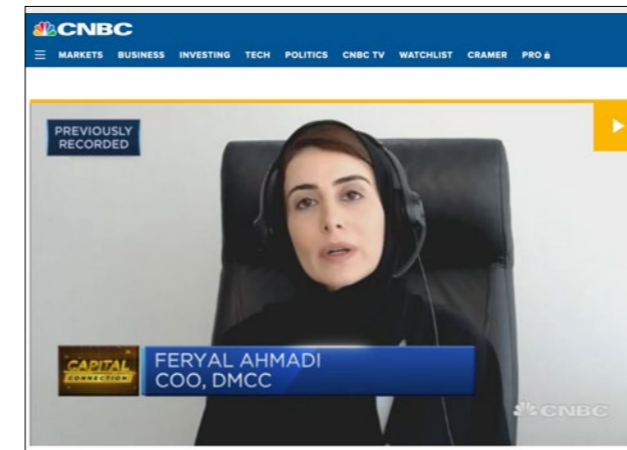 CNBC
MARKETS BUSINESS INVESTING TECH POLITICS CNBC TV WATCHLIST CRAMER PRO
PREVIOUSLY
RECORDED
CAPITAL
CONNECTION
FERYAL AHMADI
COO, DMCC
CNBC